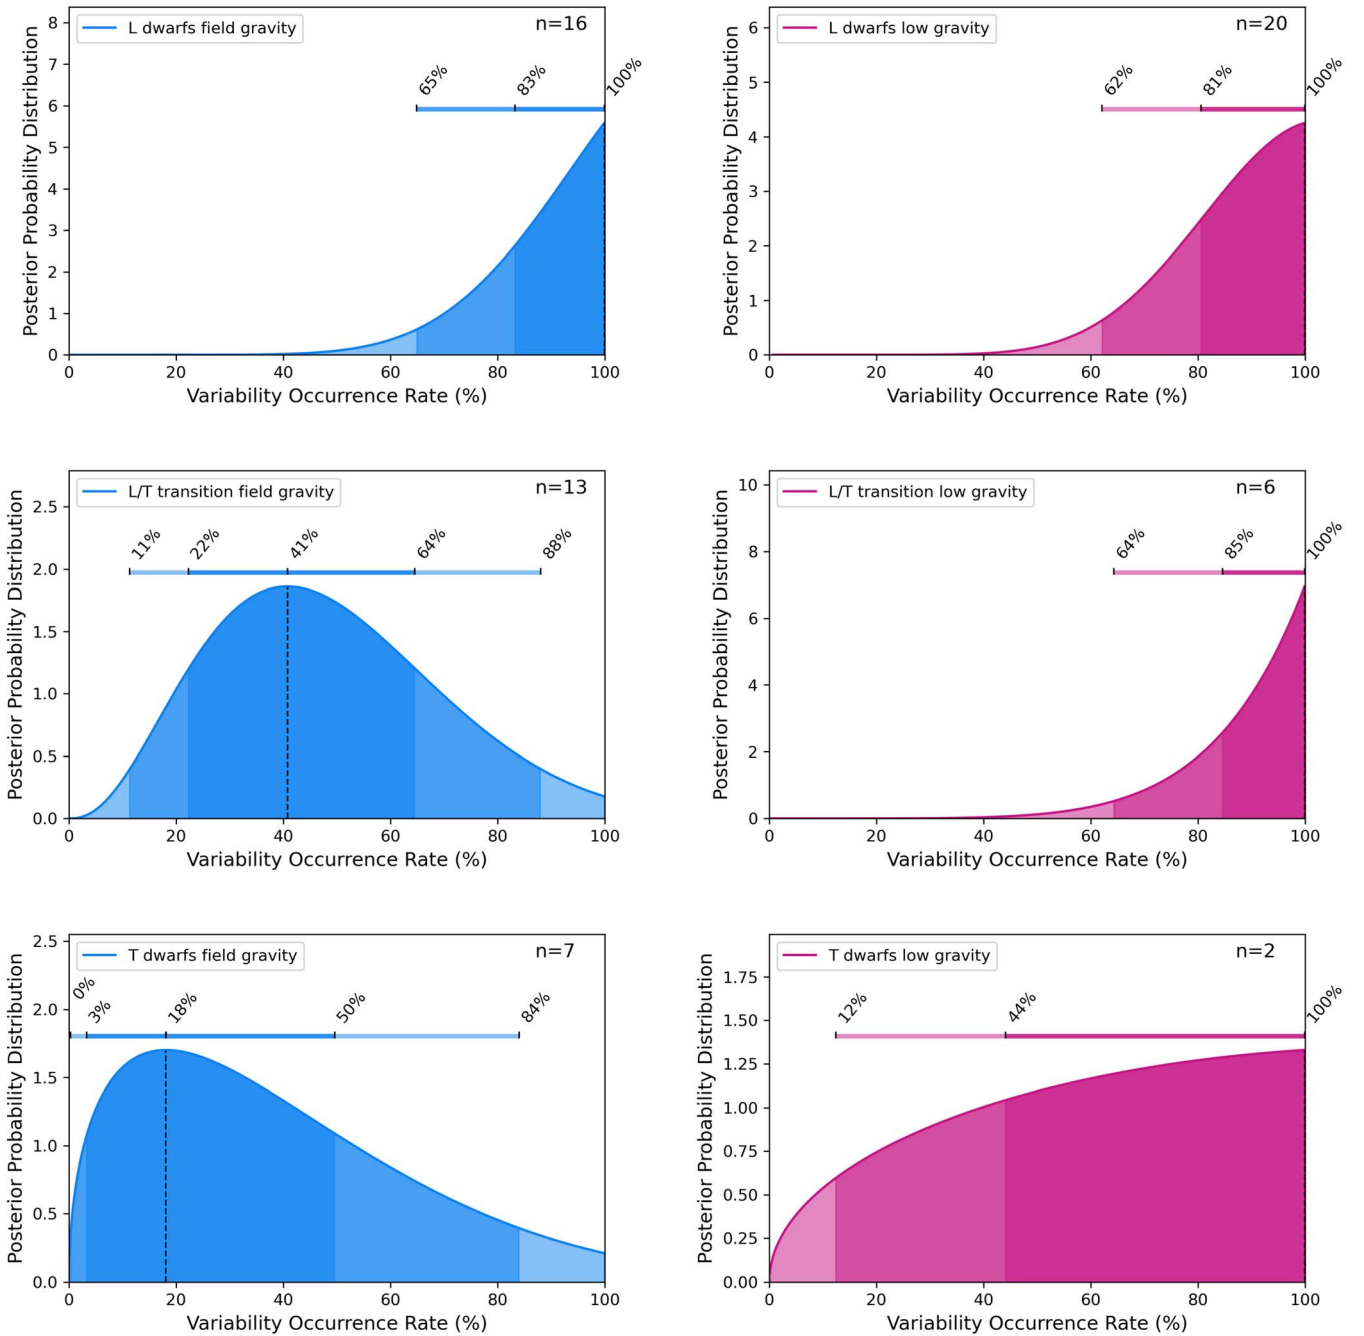 L dwarfs field gravity
n=16
65%
83%
100%
Posterior Probability Distribution
8
7
6
5
4
3
2
1
0
0 20 40 60 80 100
Variability Occurrence Rate (%)
L dwarfs low gravity
n=20
62%
81%
100%
Posterior Probability Distribution
6
5
4
3
2
1
0
0 20 40 60 80 100
Variability Occurrence Rate (%)
L/T transition field gravity
n=13
11%
22%
41%
64%
88%
Posterior Probability Distribution
2.5
2.0
1.5
1.0
0.5
0.0
0 20 40 60 80 100
Variability Occurrence Rate (%)
L/T transition low gravity
n=6
64%
85%
100%
Posterior Probability Distribution
10
8
6
4
2
0
0 20 40 60 80 100
Variability Occurrence Rate (%)
T dwarfs field gravity
n=7
0%
3%
18%
50%
84%
Posterior Probability Distribution
2.5
2.0
1.5
1.0
0.5
0.0
0 20 40 60 80 100
Variability Occurrence Rate (%)
T dwarfs low gravity
n=2
12%
44%
100%
Posterior Probability Distribution
1.75
1.50
1.25
1.00
0.75
0.50
0.25
0.00
0 20 40 60 80 100
Variability Occurrence Rate (%)